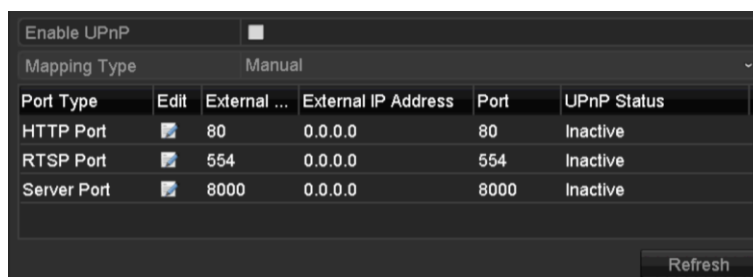 Enable UPnP
Mapping Type Manual
Port Type Edit External ... External IP Address Port UPnP Status
HTTP Port 80 0.0.0.0 80 Inactive
RTSP Port 554 0.0.0.0 554 Inactive
Server Port 8000 0.0.0.0 8000 Inactive
Refresh